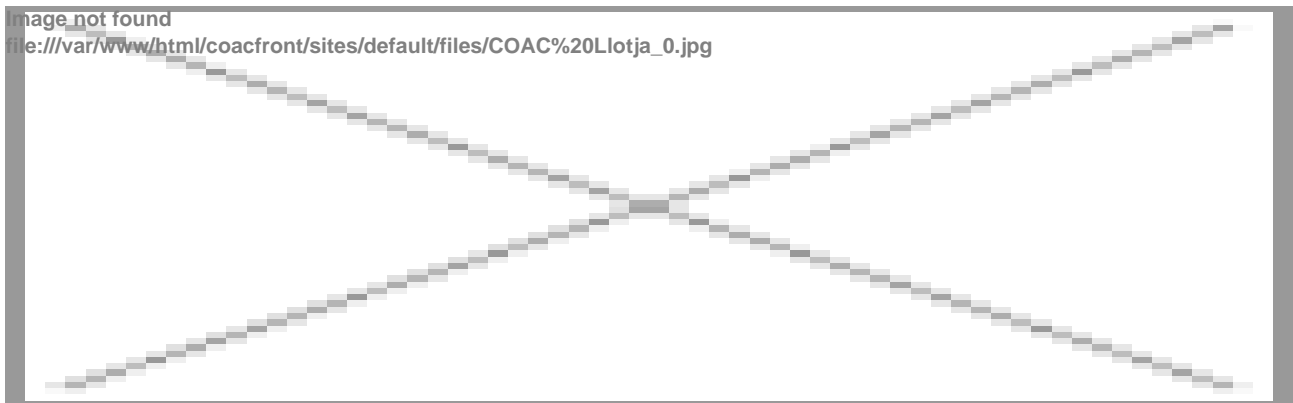 Image not found
file:///var/www/html/coacfront/sites/default/files/COAC%20Llotja_0.jpg